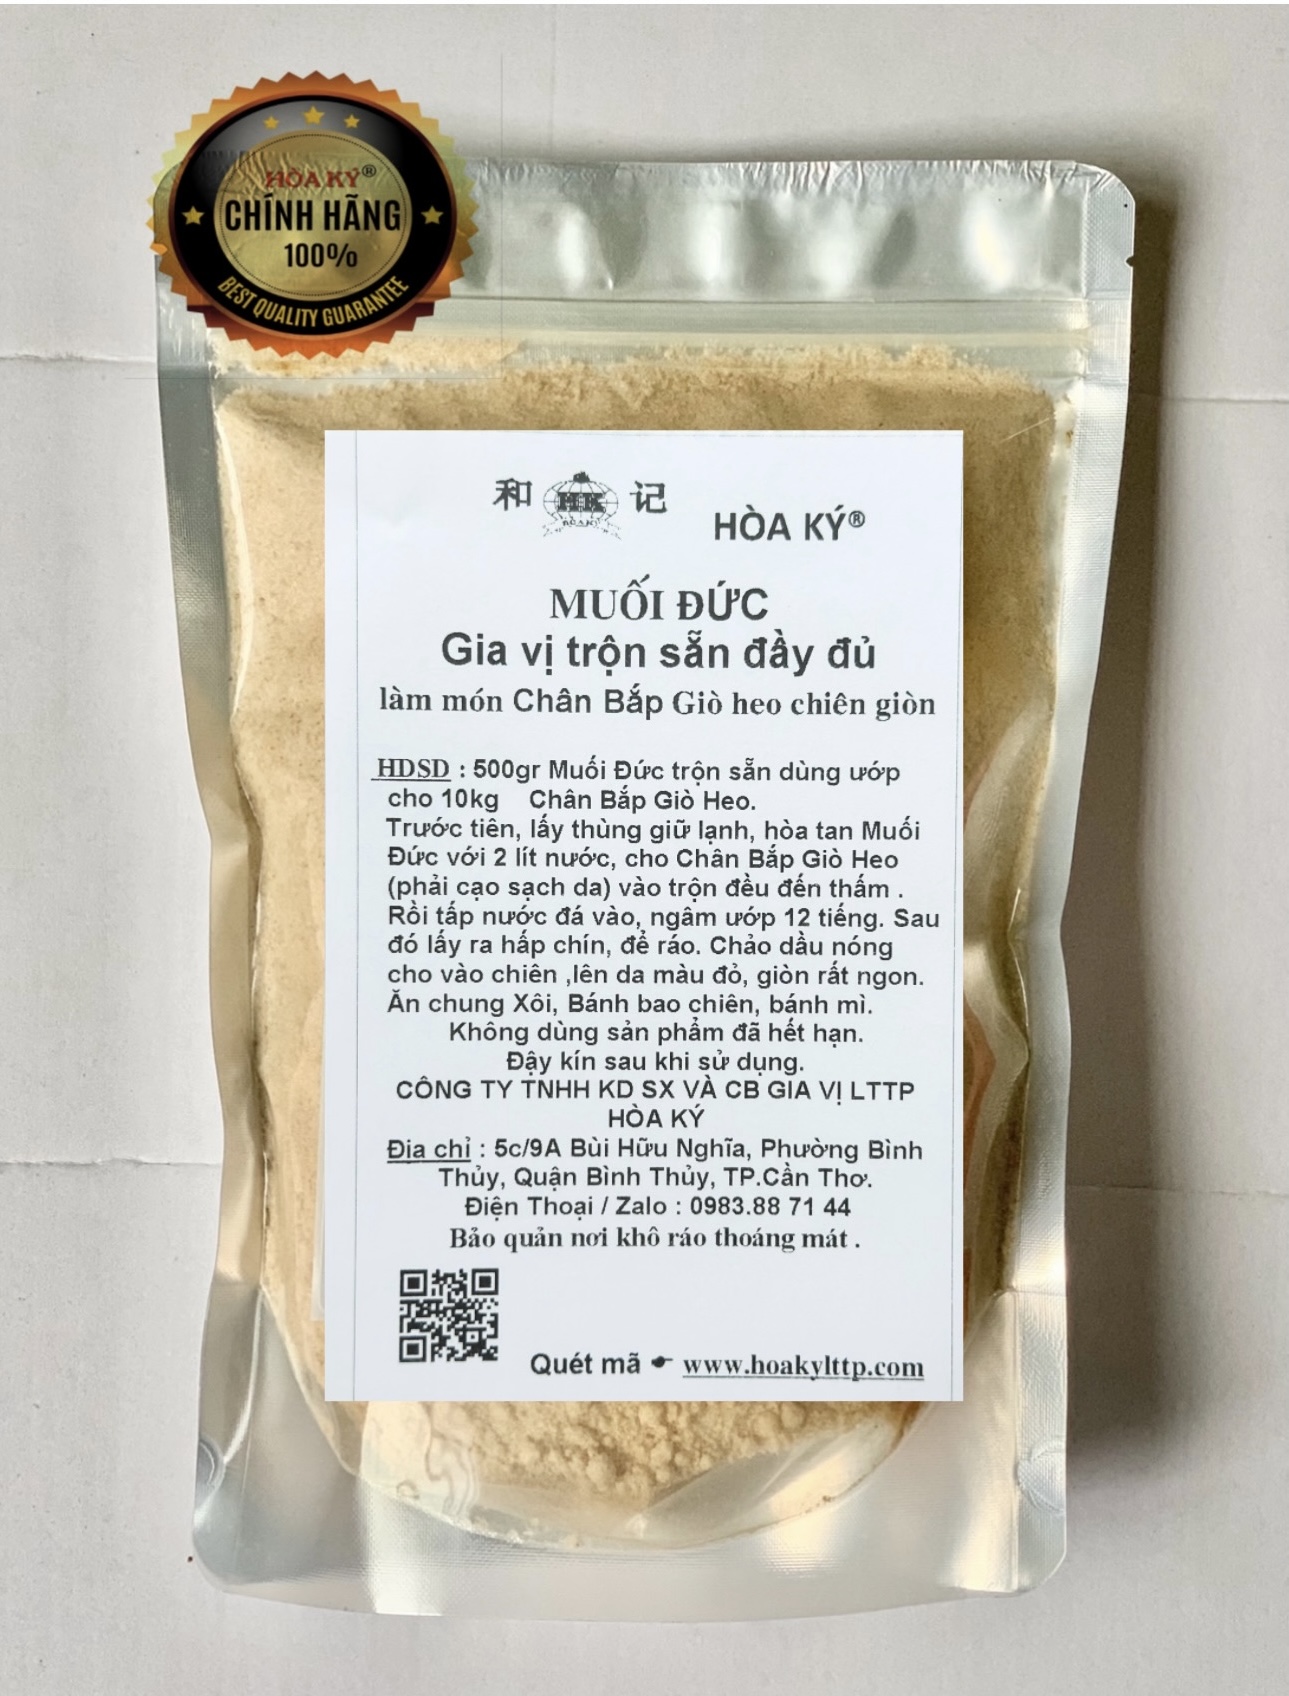 HÒA KÝ®
CHÍNH HÃNG
100%
BEST QUALITY GUARANTEE
和 HK 记
HÒA KÝ®
MUỐI ĐỨC
Gia vị trộn sẵn đầy đủ
làm món Chân Bắp Giò heo chiên giòn
HDSD : 500gr Muối Đức trộn sẵn dùng ướp
cho 10kg Chân Bắp Giò Heo.
Trước tiên, lấy thùng giữ lạnh, hòa tan Muối
Đức với 2 lít nước, cho Chân Bắp Giò Heo
(phải cạo sạch da) vào trộn đều đến thấm .
Rồi tấp nước đá vào, ngâm ướp 12 tiếng. Sau
đó lấy ra hấp chín, để ráo. Chảo dầu nóng
cho vào chiên ,lên da màu đỏ, giòn rất ngon.
Ăn chung Xôi, Bánh bao chiên, bánh mì.
Không dùng sản phẩm đã hết hạn.
Đậy kín sau khi sử dụng.
CÔNG TY TNHH KD SX VÀ CB GIA VỊ LTTP
HÒA KÝ
Địa chỉ : 5c/9A Bùi Hữu Nghĩa, Phường Bình
Thủy, Quận Bình Thủy, TP.Cần Thơ.
Điện Thoại / Zalo : 0983.88 71 44
Bảo quản nơi khô ráo thoáng mát .
Quét mã ☛ www.hoakylttp.com